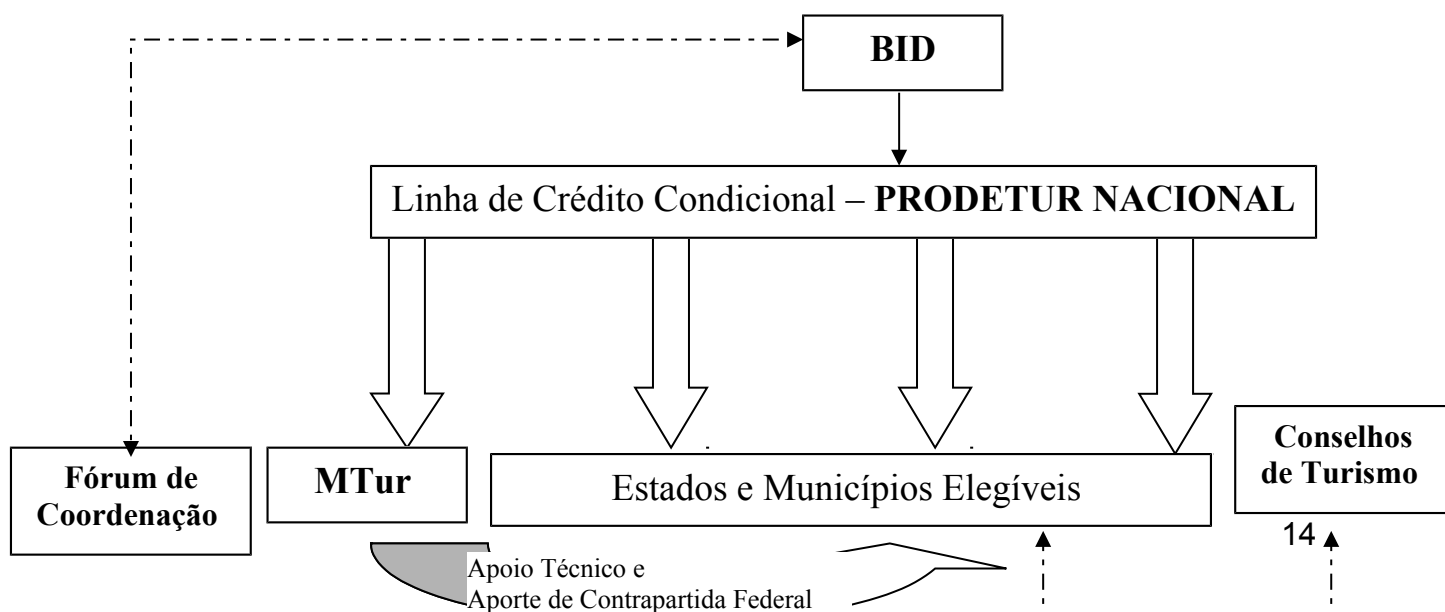 BID
Linha de Crédito Condicional – PRODETUR NACIONAL
Fórum de
Coordenação
MTur
Estados e Municípios Elegíveis
Conselhos
de Turismo
14
Apoio Técnico e
Aporte de Contrapartida Federal